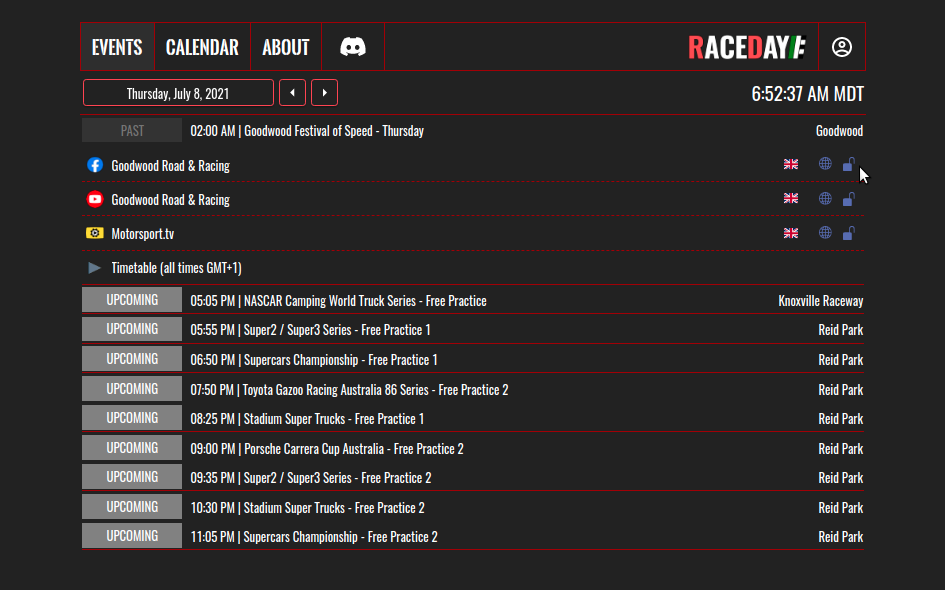 EVENTS CALENDAR ABOUT RACEDAY
Thursday, July 8, 2021 6:52:37 AM MDT
PAST 02:00 AM | Goodwood Festival of Speed - Thursday Goodwood
Goodwood Road & Racing
Goodwood Road & Racing
Motorsport.tv
Timetable (all times GMT+1)
UPCOMING 05:05 PM | NASCAR Camping World Truck Series - Free Practice Knoxville Raceway
UPCOMING 05:55 PM | Super2 / Super3 Series - Free Practice 1 Reid Park
UPCOMING 06:50 PM | Supercars Championship - Free Practice 1 Reid Park
UPCOMING 07:50 PM | Toyota Gazoo Racing Australia 86 Series - Free Practice 2 Reid Park
UPCOMING 08:25 PM | Stadium Super Trucks - Free Practice 1 Reid Park
UPCOMING 09:00 PM | Porsche Carrera Cup Australia - Free Practice 2 Reid Park
UPCOMING 09:35 PM | Super2 / Super3 Series - Free Practice 2 Reid Park
UPCOMING 10:30 PM | Stadium Super Trucks - Free Practice 2 Reid Park
UPCOMING 11:05 PM | Supercars Championship - Free Practice 2 Reid Park